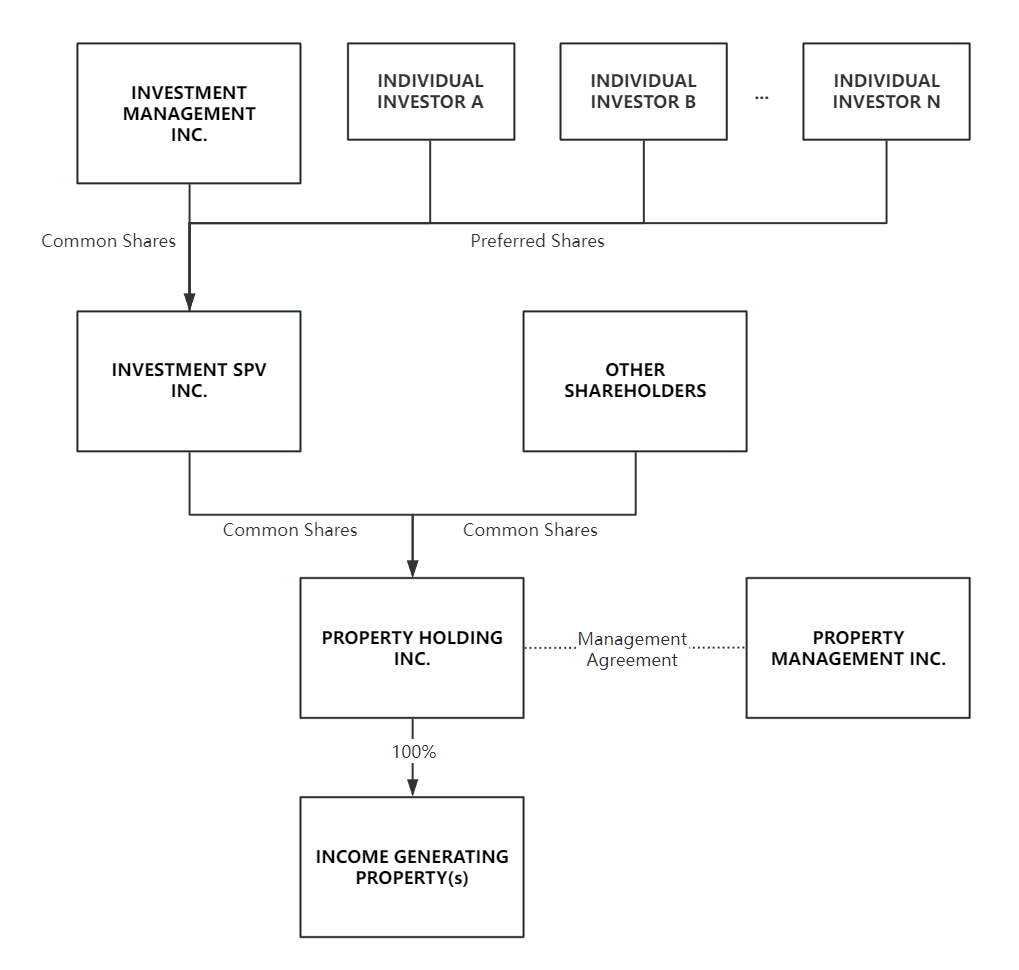 INVESTMENT
MANAGEMENT
INC.
INDIVIDUAL
INVESTOR A
INDIVIDUAL
INVESTOR B
...
INDIVIDUAL
INVESTOR N
Common Shares
Preferred Shares
INVESTMENT SPV
INC.
OTHER
SHAREHOLDERS
Common Shares
Common Shares
PROPERTY HOLDING
INC.
Management
Agreement
PROPERTY
MANAGEMENT INC.
100%
INCOME GENERATING
PROPERTY(s)